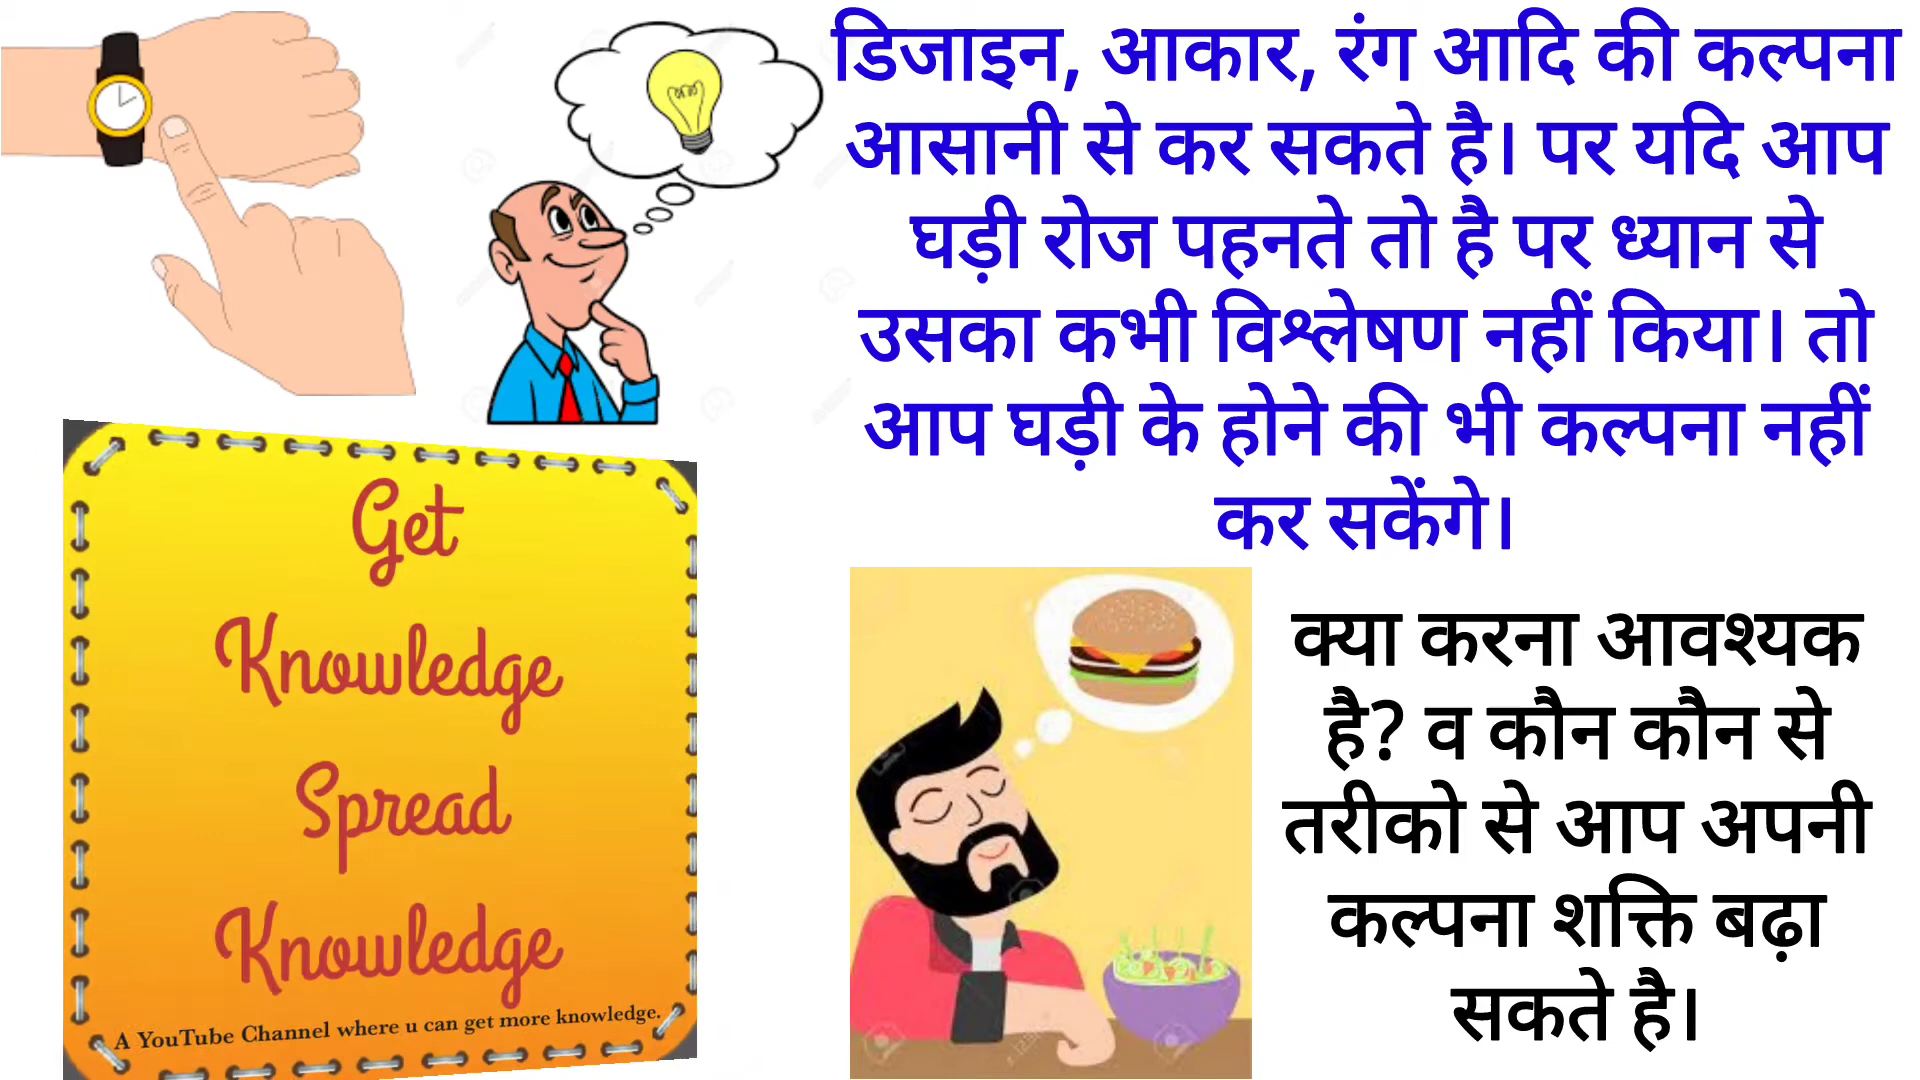 डिजाइन, आकार, रंग आदि की कल्पना
आसानी से कर सकते है। पर यदि आप
घड़ी रोज पहनते तो है पर ध्यान से
उसका कभी विश्लेषण नहीं किया। तो
आप घड़ी के होने की भी कल्पना नहीं
कर सकेंगे।
क्या करना आवश्यक
है? व कौन कौन से
तरीको से आप अपनी
कल्पना शक्ति बढ़ा
सकते है।
Get
Knowledge
Spread
Knowledge
A YouTube Channel where u can get more knowledge.